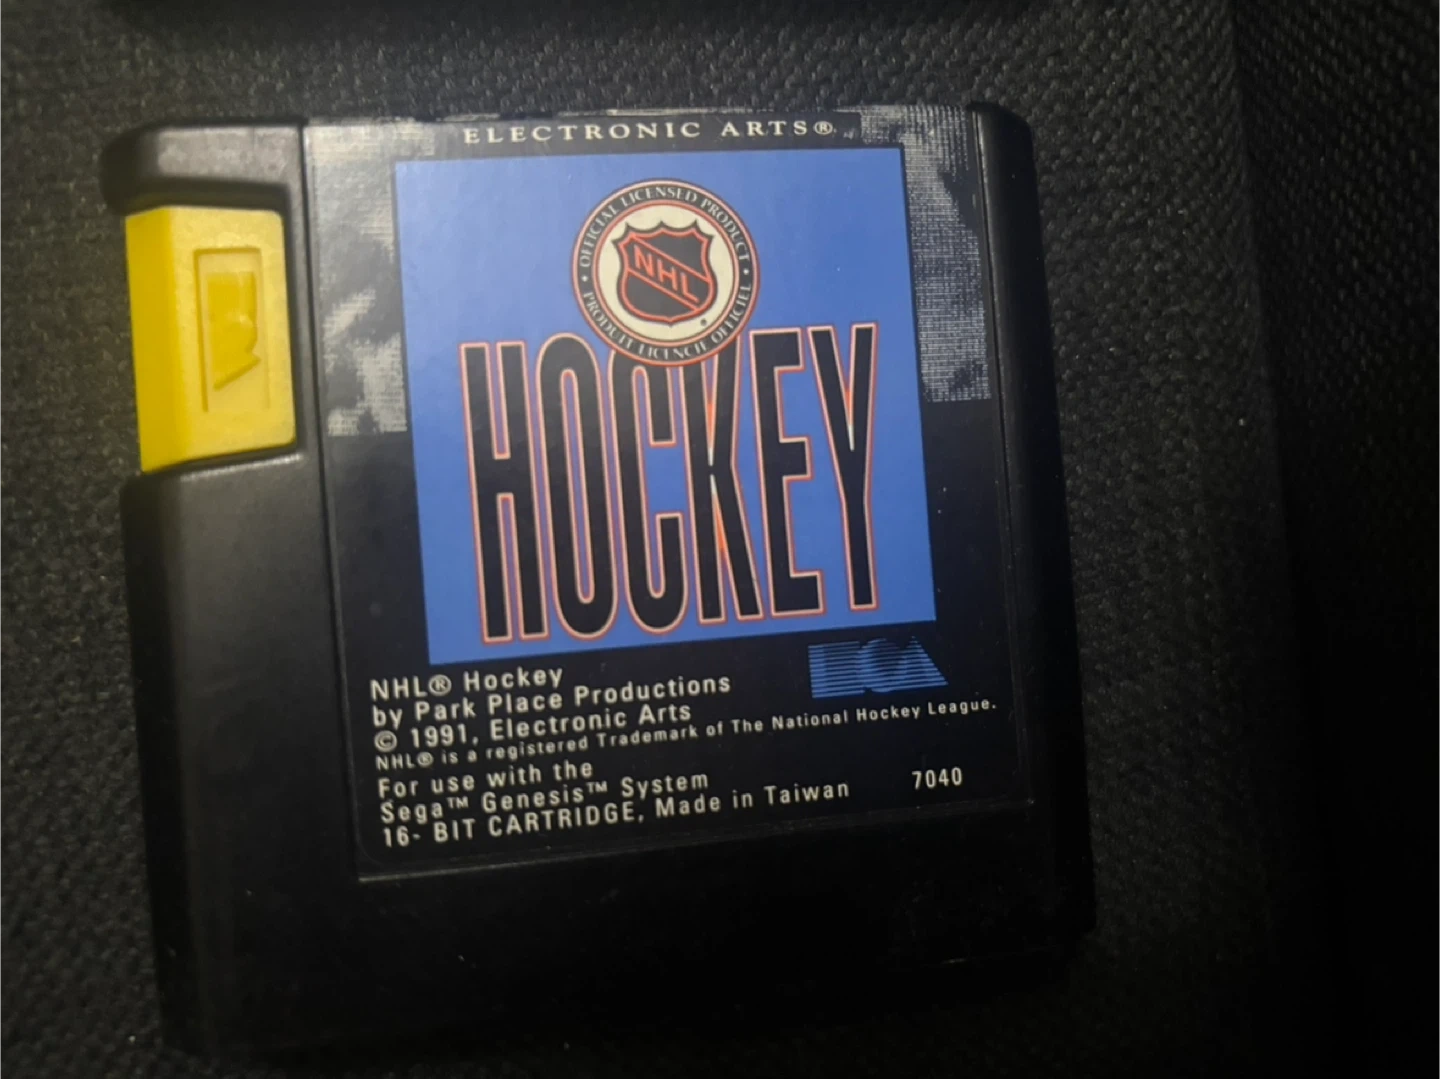 ELECTRONIC ARTS®
• OFFICIAL LICENSED PRODUCT •
NHL
PRODUIT LICENCIE OFFICIEL
HOCKEY
NHL® Hockey
by Park Place Productions
© 1991, Electronic Arts
NHL® is a registered Trademark of The National Hockey League.
For use with the
Sega™ Genesis™ System
16- BIT CARTRIDGE, Made in Taiwan 7040